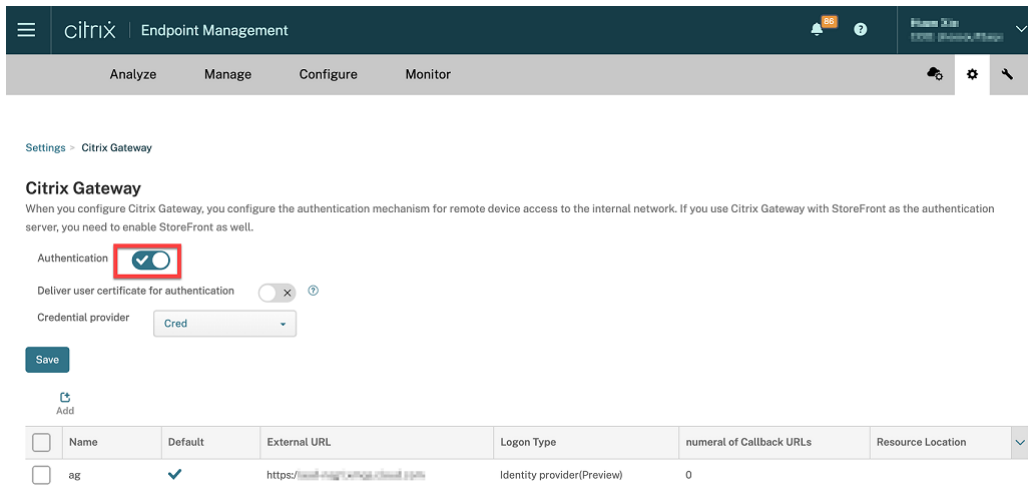 citrix | Endpoint Management 86 ?
Analyze Manage Configure Monitor
Settings > Citrix Gateway
Citrix Gateway
When you configure Citrix Gateway, you configure the authentication mechanism for remote device access to the internal network. If you use Citrix Gateway with StoreFront as the authentication
server, you need to enable StoreFront as well.
Authentication
Deliver user certificate for authentication ?
Credential provider Cred
Save
Add
Name Default External URL Logon Type numeral of Callback URLs Resource Location
ag https:/ Identity provider(Preview) 0